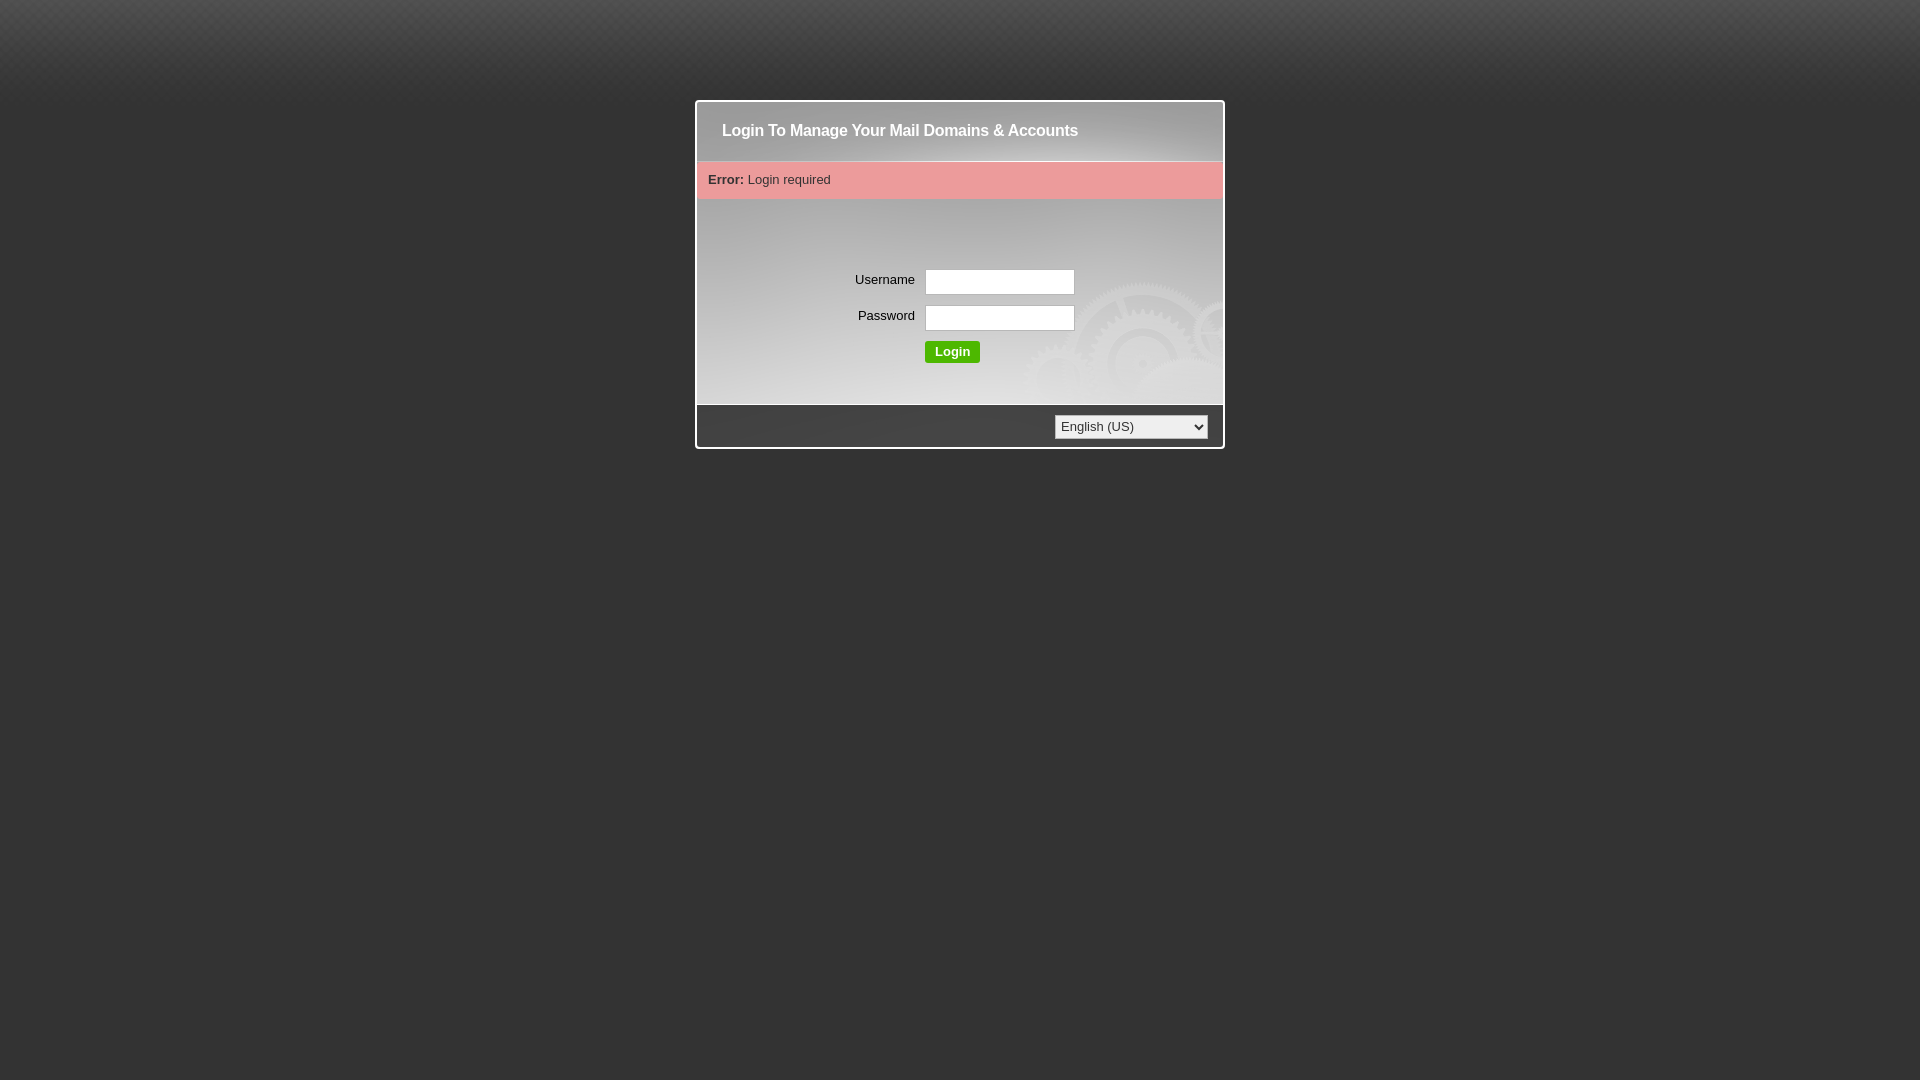 Login To Manage Your Mail Domains & Accounts
Error: Login required
Username
Password
Login
English (US)